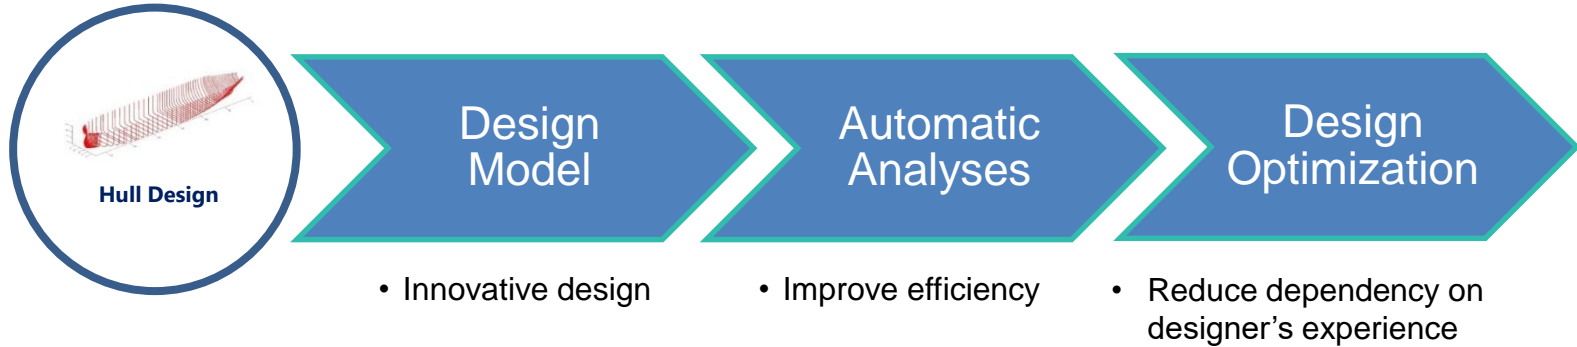 Hull Design
Design
Model
Automatic
Analyses
Design
Optimization
• Innovative design
• Improve efficiency
• Reduce dependency on
designer’s experience